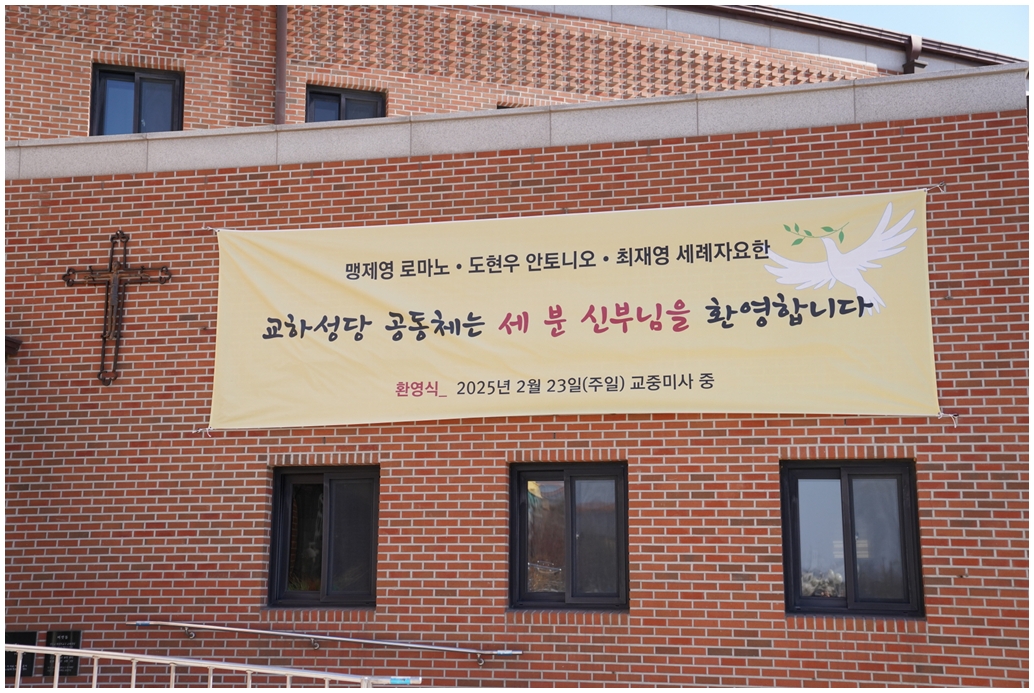 맹제영 로마노 • 도현우 안토니오 • 최재영 세례자요한
교하성당 공동체는 세 분 신부님을 환영합니다
환영식_ 2025년 2월 23일(주일) 교중미사 중